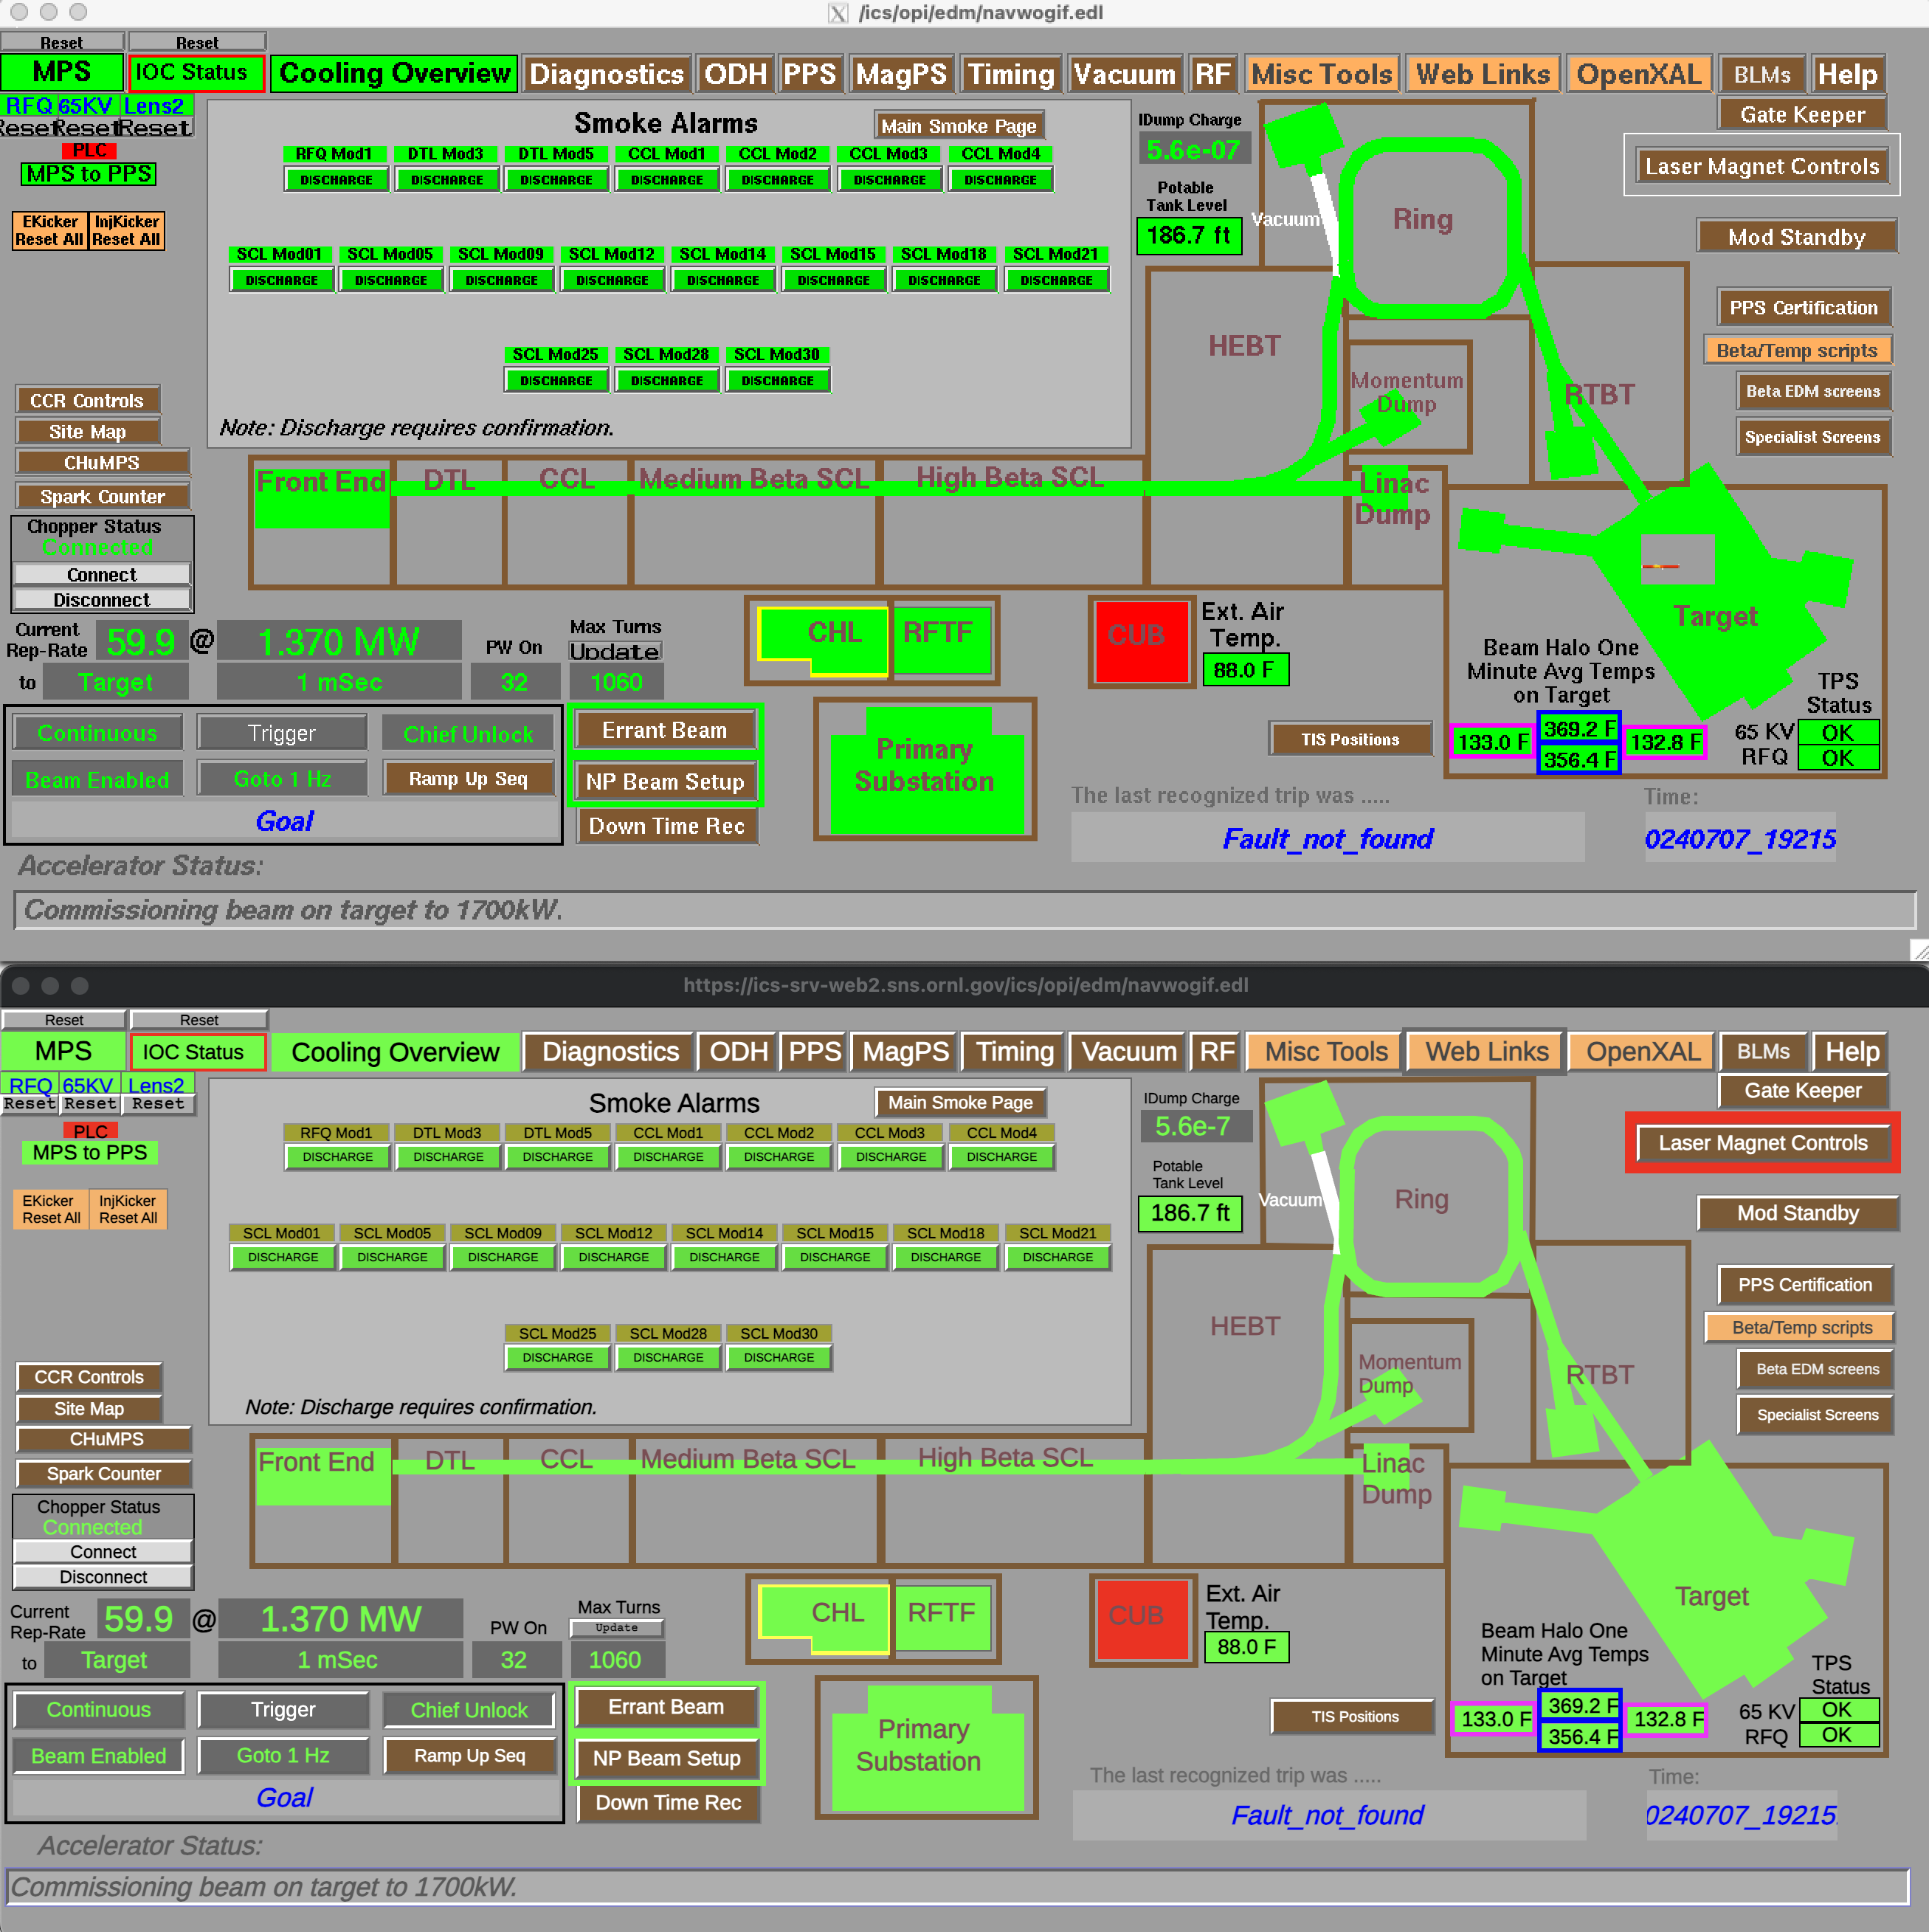 /ics/opi/edm/navwogif.edl
Reset Reset
MPS IOC Status Cooling Overview Diagnostics ODH PPS MagPS Timing Vacuum RF Misc Tools Web Links OpenXAL BLMs Help
RFQ 65KV Lens2
Reset Reset Reset
PLC
MPS to PPS
EKicker InjKicker
Reset All Reset All
Smoke Alarms Main Smoke Page
RFQ Mod1 DTL Mod3 DTL Mod5 CCL Mod1 CCL Mod2 CCL Mod3 CCL Mod4
DISCHARGE DISCHARGE DISCHARGE DISCHARGE DISCHARGE DISCHARGE DISCHARGE
SCL Mod01 SCL Mod05 SCL Mod09 SCL Mod12 SCL Mod14 SCL Mod15 SCL Mod18 SCL Mod21
DISCHARGE DISCHARGE DISCHARGE DISCHARGE DISCHARGE DISCHARGE DISCHARGE DISCHARGE
SCL Mod25 SCL Mod28 SCL Mod30
DISCHARGE DISCHARGE DISCHARGE
Note: Discharge requires confirmation.
IDump Charge
5.6e-07
Potable
Tank Level
186.7 ft
Vacuum
Ring
HEBT
Momentum
Dump
RTBT
Gate Keeper
Laser Magnet Controls
Mod Standby
PPS Certification
Beta/Temp scripts
Beta EDM screens
Specialist Screens
CCR Controls
Site Map
CHuMPS
Spark Counter
Chopper Status
Connected
Connect
Disconnect
Front End DTL CCL Medium Beta SCL High Beta SCL
Linac
Dump
Target
Current
Rep-Rate 59.9 @ 1.370 MW PW On Max Turns
Update
to Target 1 mSec 32 1060
CHL RFTF CUB
Ext. Air
Temp.
88.0 F
Beam Halo One
Minute Avg Temps
on Target
133.0 F 369.2 F 132.8 F
356.4 F
TPS
Status
65 KV OK
RFQ OK
Continuous Trigger Chief Unlock
Beam Enabled Goto 1 Hz Ramp Up Seq
Goal
Errant Beam
NP Beam Setup
Down Time Rec
Primary
Substation
TIS Positions
The last recognized trip was ..... Time:
Fault_not_found 0240707_19215
Accelerator Status:
Commissioning beam on target to 1700kW.
https://ics-srv-web2.sns.ornl.gov/ics/opi/edm/navwogif.edl
Reset Reset
MPS IOC Status Cooling Overview Diagnostics ODH PPS MagPS Timing Vacuum RF Misc Tools Web Links OpenXAL BLMs Help
RFQ 65KV Lens2
Reset Reset Reset
PLC
MPS to PPS
EKicker InjKicker
Reset All Reset All
Smoke Alarms Main Smoke Page
RFQ Mod1 DTL Mod3 DTL Mod5 CCL Mod1 CCL Mod2 CCL Mod3 CCL Mod4
DISCHARGE DISCHARGE DISCHARGE DISCHARGE DISCHARGE DISCHARGE DISCHARGE
SCL Mod01 SCL Mod05 SCL Mod09 SCL Mod12 SCL Mod14 SCL Mod15 SCL Mod18 SCL Mod21
DISCHARGE DISCHARGE DISCHARGE DISCHARGE DISCHARGE DISCHARGE DISCHARGE DISCHARGE
SCL Mod25 SCL Mod28 SCL Mod30
DISCHARGE DISCHARGE DISCHARGE
Note: Discharge requires confirmation.
IDump Charge
5.6e-7
Potable
Tank Level
186.7 ft
Vacuum
Ring
HEBT
Momentum
Dump
RTBT
Gate Keeper
Laser Magnet Controls
Mod Standby
PPS Certification
Beta/Temp scripts
Beta EDM screens
Specialist Screens
CCR Controls
Site Map
CHuMPS
Spark Counter
Chopper Status
Connected
Connect
Disconnect
Front End DTL CCL Medium Beta SCL High Beta SCL
Linac
Dump
Target
Current
Rep-Rate 59.9 @ 1.370 MW PW On Max Turns
Update
to Target 1 mSec 32 1060
CHL RFTF CUB
Ext. Air
Temp.
88.0 F
Beam Halo One
Minute Avg Temps
on Target
133.0 F 369.2 F 132.8 F
356.4 F
TPS
Status
65 KV OK
RFQ OK
Continuous Trigger Chief Unlock
Beam Enabled Goto 1 Hz Ramp Up Seq
Goal
Errant Beam
NP Beam Setup
Down Time Rec
Primary
Substation
TIS Positions
The last recognized trip was ..... Time:
Fault_not_found 0240707_19215
Accelerator Status:
Commissioning beam on target to 1700kW.